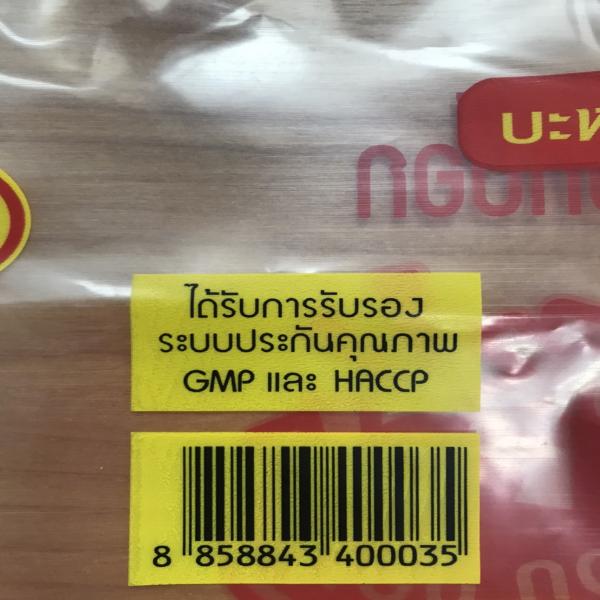 ได้รับการรับรอง
ระบบประกันคุณภาพ
GMP และ HACCP
8 858843 400035